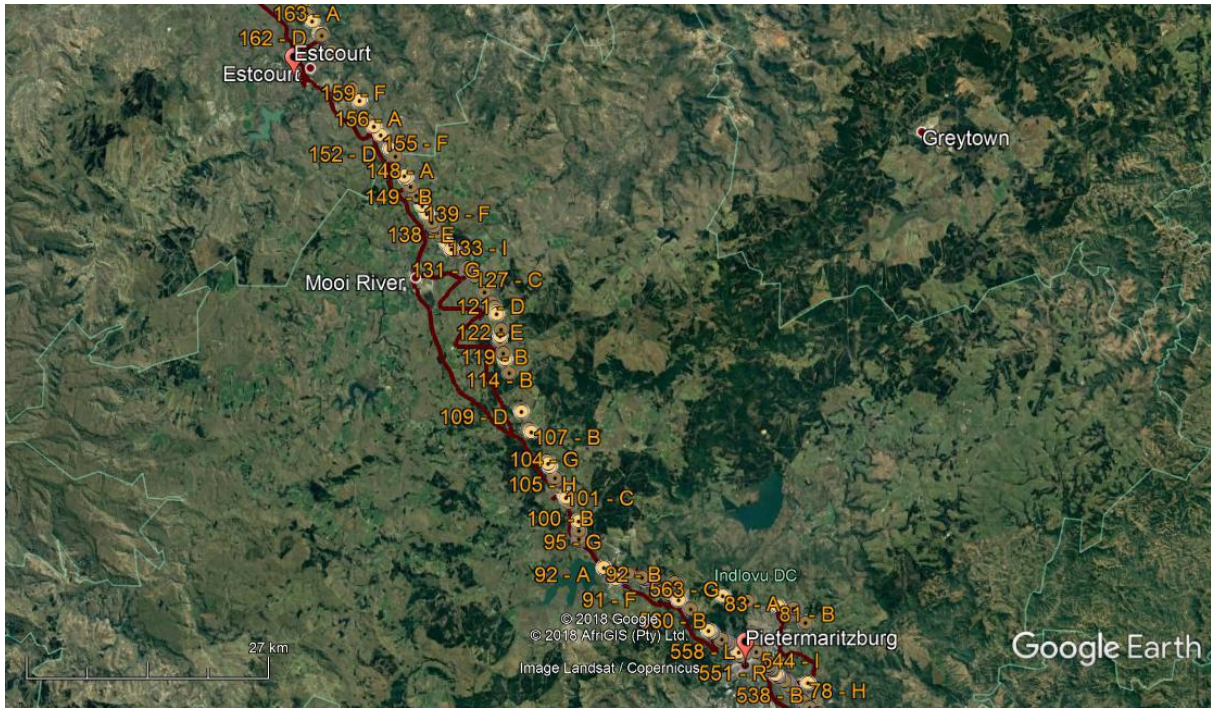 163 - A
162 - D
Estcourt
Estcourt
159 - F
Greytown
156 - A
155 - F
152 - D
148 - A
149 - B
139 - F
138 - E
133 - I
131 - G
Mooi River
127 - C
121 - D
122 - E
119 - B
114 - B
109 - D
107 - B
104 - G
105 - H
101 - C
100 - B
95 - G
92 - A
92 - B
Indlovu DC
563 - G
83 - A
91 - F
81 - B
© 2018 Google
560 - B
© 2018 AfriGIS (Pty) Ltd.
Pietermaritzburg
Google Earth
558 - L
27 km
544 - I
Image Landsat / Copernicus
551 - R
538 - B
78 - H